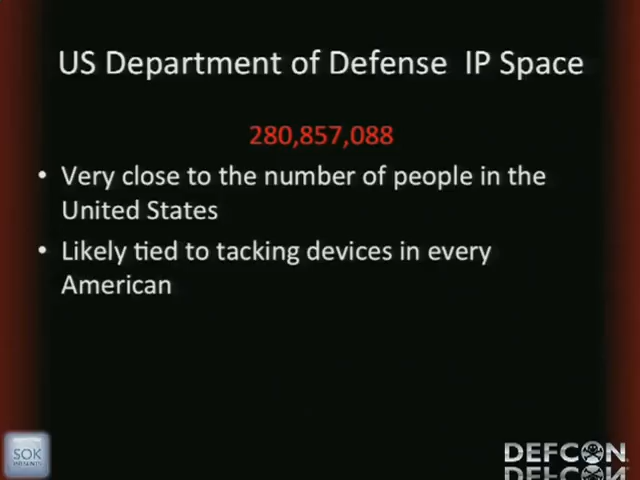 US Department of Defense IP Space
280,857,088
• Very close to the number of people in the
United States
• Likely tied to tacking devices in every
American
SOK
DEFCON